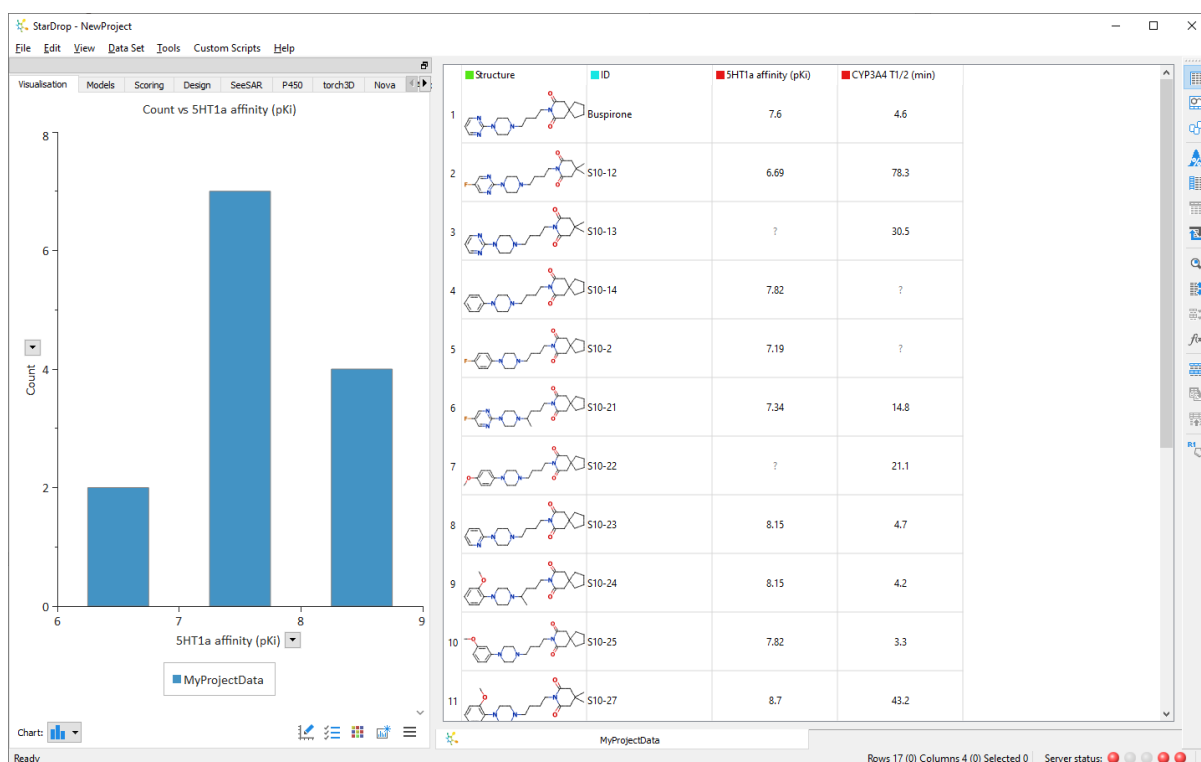 StarDrop - NewProject
File Edit View Data Set Tools Custom Scripts Help
Visualisation Models Scoring Design SeeSAR P450 torch3D Nova
Count vs 5HT1a affinity (pKi)
8
6
4
2
0
Count
6 7 8 9
5HT1a affinity (pKi)
MyProjectData
Chart:
Structure ID 5HT1a affinity (pKi) CYP3A4 T1/2 (min)
1 Buspirone 7.6 4.6
2 S10-12 6.69 78.3
3 S10-13 ? 30.5
4 S10-14 7.82 ?
5 S10-2 7.19 ?
6 S10-21 7.34 14.8
7 S10-22 ? 21.1
8 S10-23 8.15 4.7
9 S10-24 8.15 4.2
10 S10-25 7.82 3.3
11 S10-27 8.7 43.2
MyProjectData
Ready
Rows 17 (0) Columns 4 (0) Selected 0 Server status: